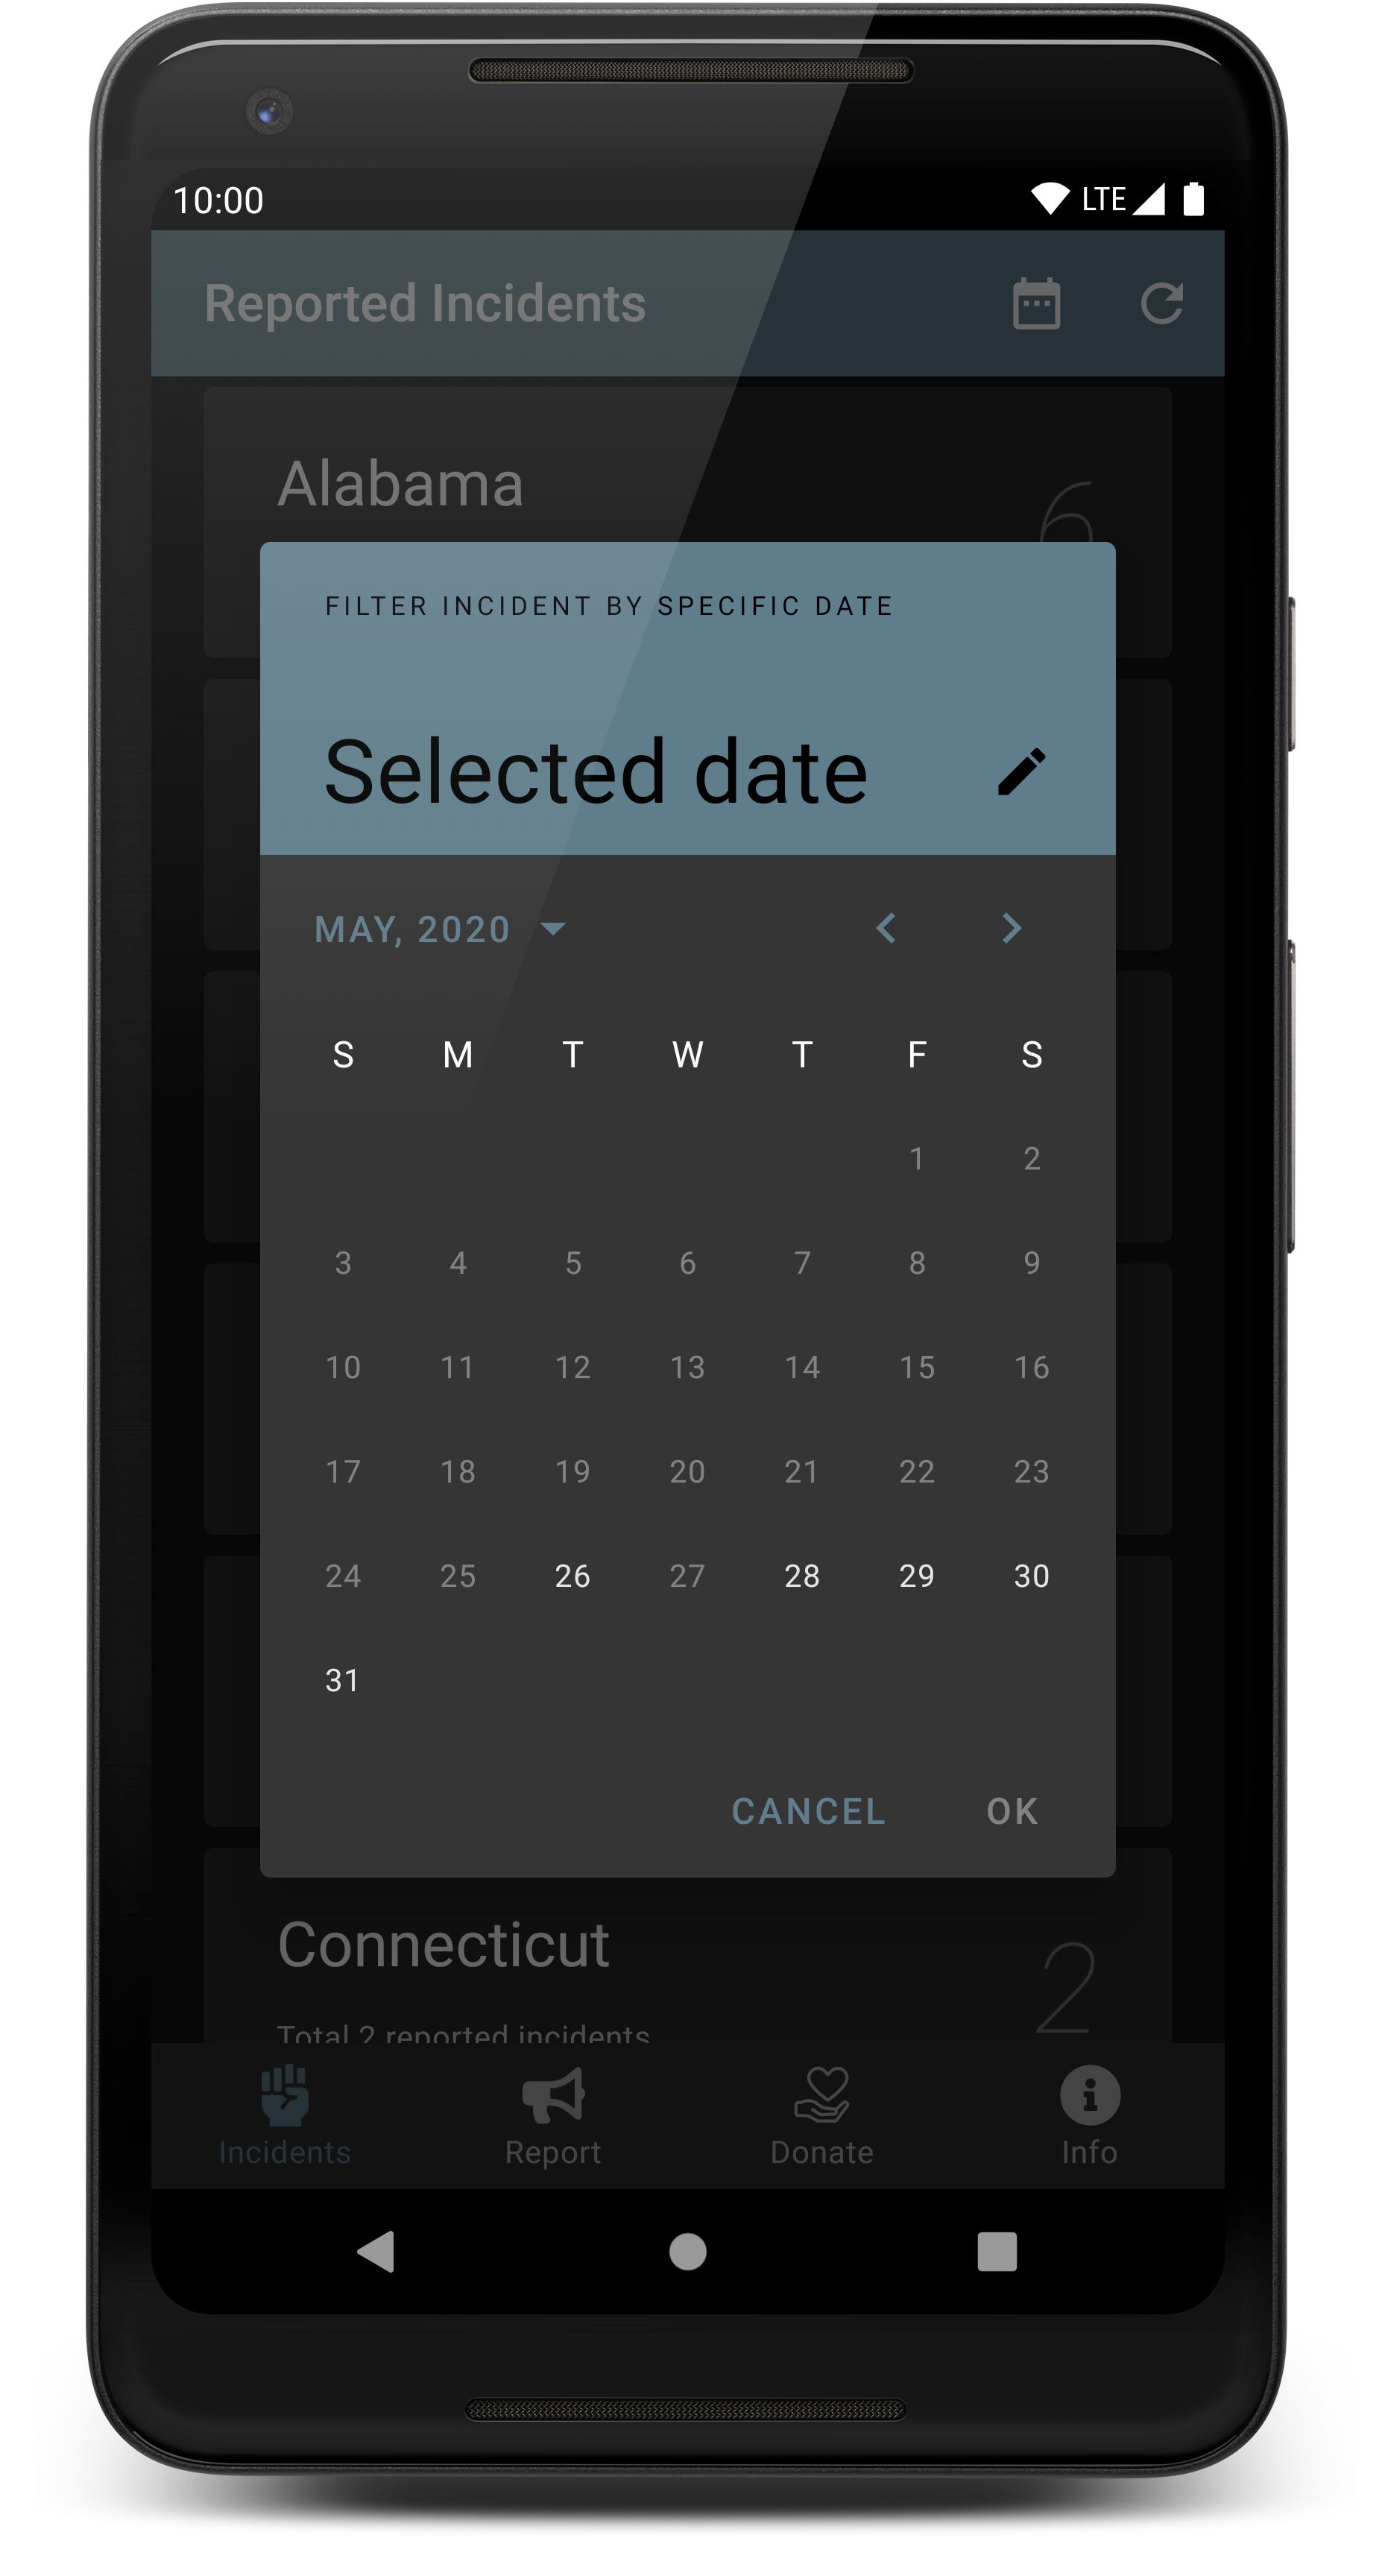 10:00 LTE
Reported Incidents
Alabama
6
FILTER INCIDENT BY SPECIFIC DATE
Selected date
MAY, 2020
S M T W T F S
1 2
3 4 5 6 7 8 9
10 11 12 13 14 15 16
17 18 19 20 21 22 23
24 25 26 27 28 29 30
31
CANCEL OK
Connecticut
2
Total 2 reported incidents
Incidents Report Donate Info